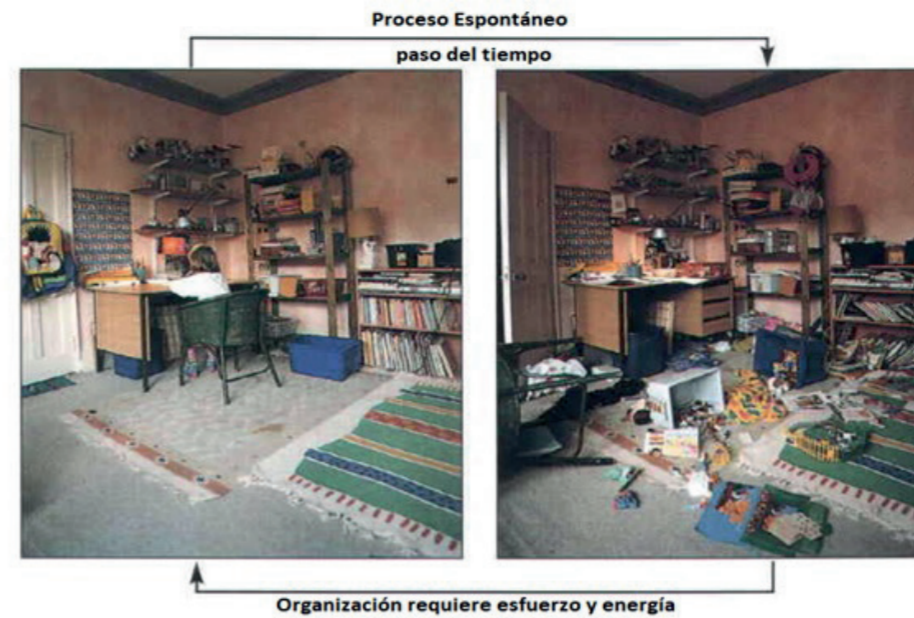 Proceso Espontáneo
paso del tiempo
Organización requiere esfuerzo y energía